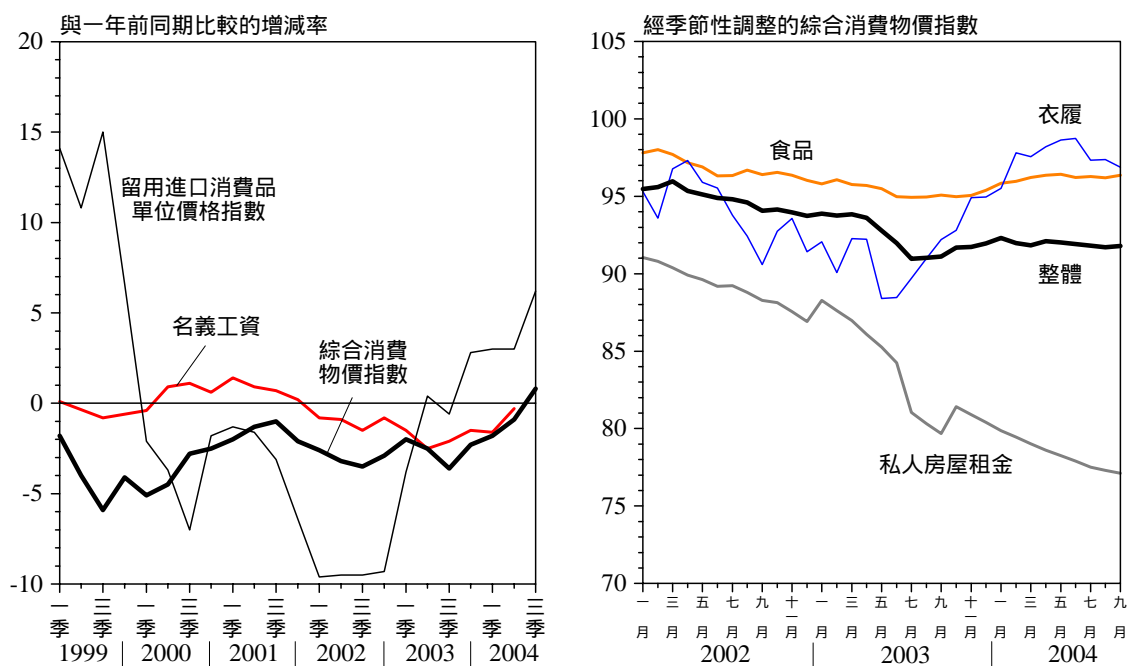 與一年前同期比較的增減率
20
15
10
5
0
-5
-10
留用進口消費品
單位價格指數
名義工資
綜合消費
物價指數
一季 三季 一季 三季 一季 三季 一季 三季 一季 三季 一季 三季
1999 2000 2001 2002 2003 2004
經季節性調整的綜合消費物價指數
105
100
95
90
85
80
75
70
衣履
食品
整體
私人房屋租金
一月 三月 五月 七月 九月 十一月 一月 三月 五月 七月 九月 十一月 一月 三月 五月 七月 九月
2002 2003 2004